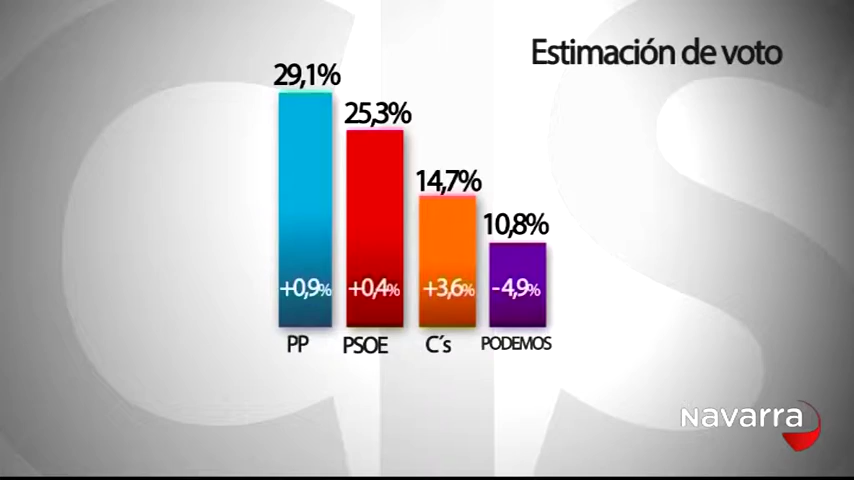 Estimación de voto
29,1%
25,3%
14,7%
10,8%
+0,9%
+0,4%
+3,6%
-4,9%
PP
PSOE
C´s
PODEMOS
Navarra
CIS